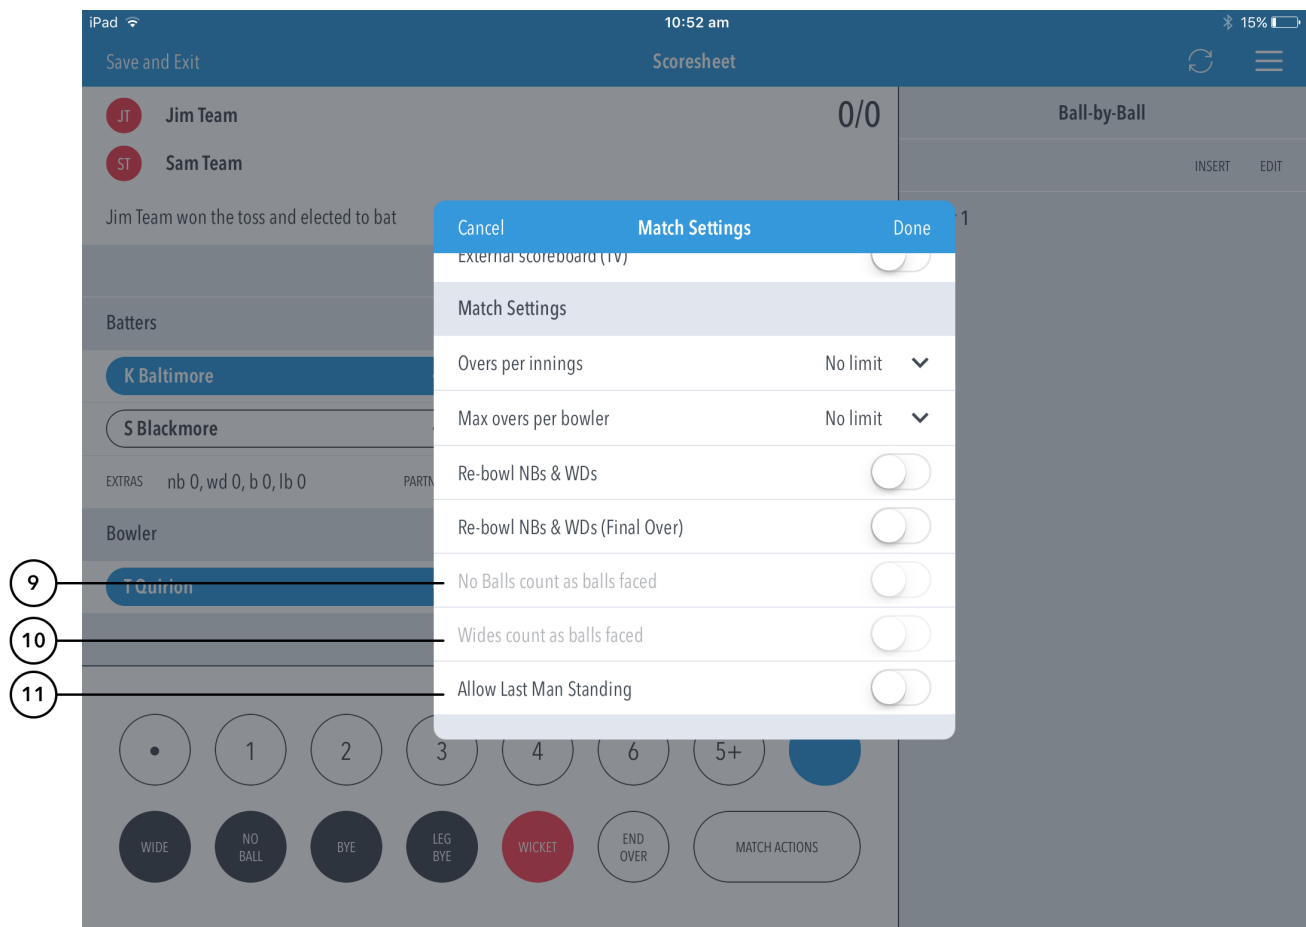 iPad 10:52 am 15%
Save and Exit Scoresheet
JT Jim Team 0/0 Ball-by-Ball
ST Sam Team INSERT EDIT
Jim Team won the toss and elected to bat
Cancel Match Settings Done 1
External scoreboard (TV)
Match Settings
Batters
Overs per innings No limit
K Baltimore
Max overs per bowler No limit
S Blackmore
Re-bowl NBs & WDs
EXTRAS nb 0, wd 0, b 0, lb 0
Bowler
Re-bowl NBs & WDs (Final Over)
9 T Quirion No Balls count as balls faced
10 Wides count as balls faced
11 Allow Last Man Standing
• 1 2 3 4 6 5+
WIDE NO BALL BYE LEG BYE WICKET END OVER MATCH ACTIONS